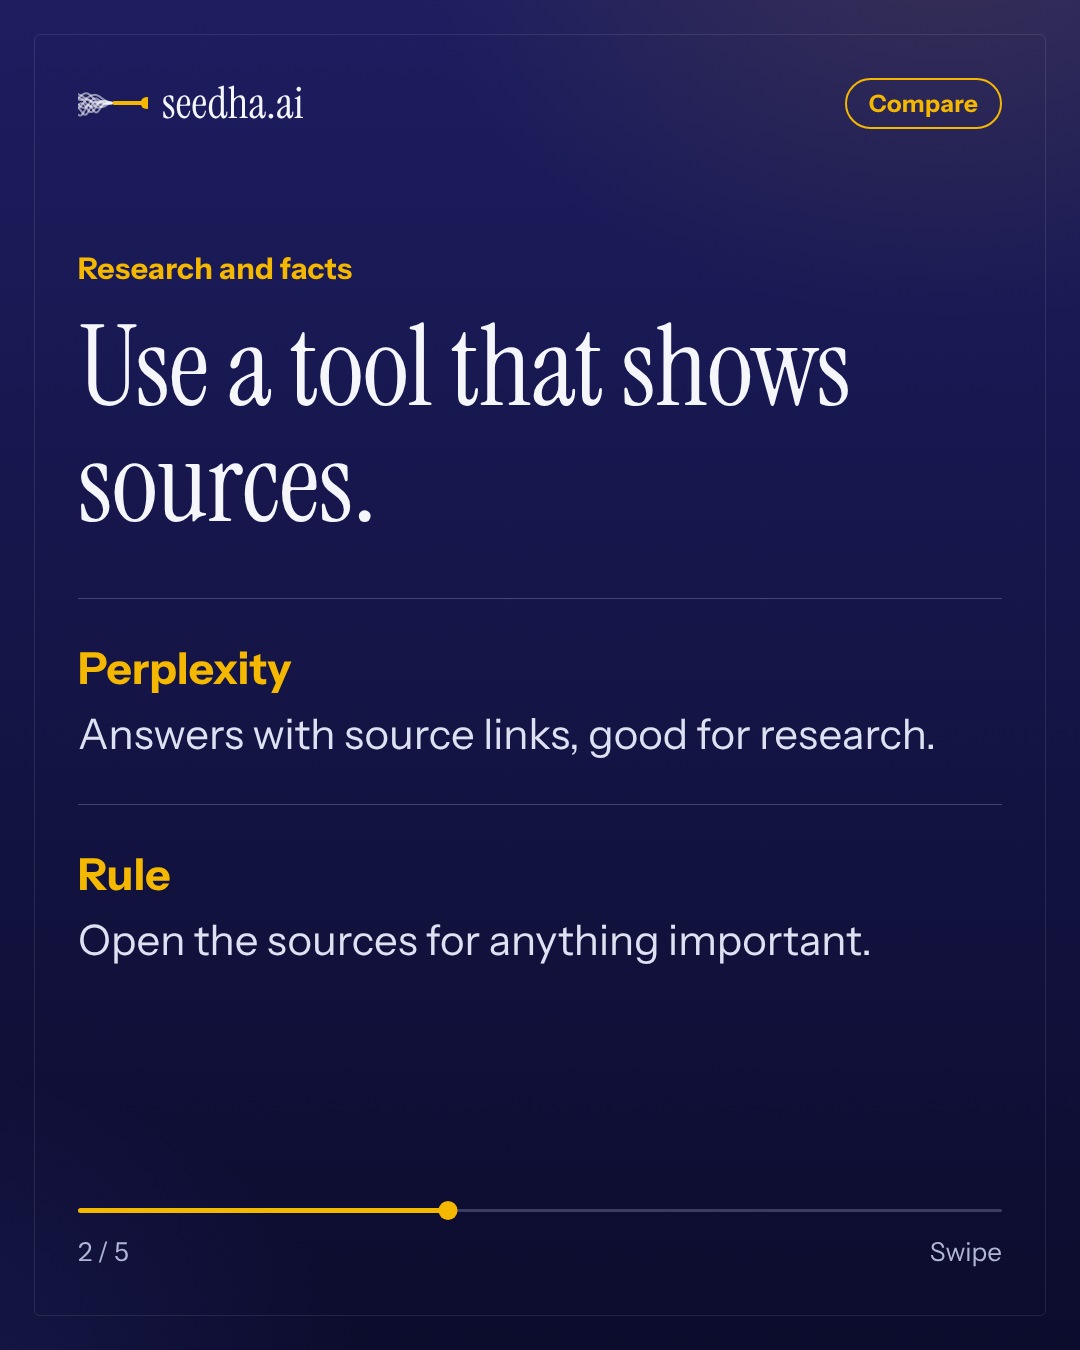 seedha.ai
Compare
Research and facts
Use a tool that shows
sources.
Perplexity
Answers with source links, good for research.
Rule
Open the sources for anything important.
2 / 5
Swipe